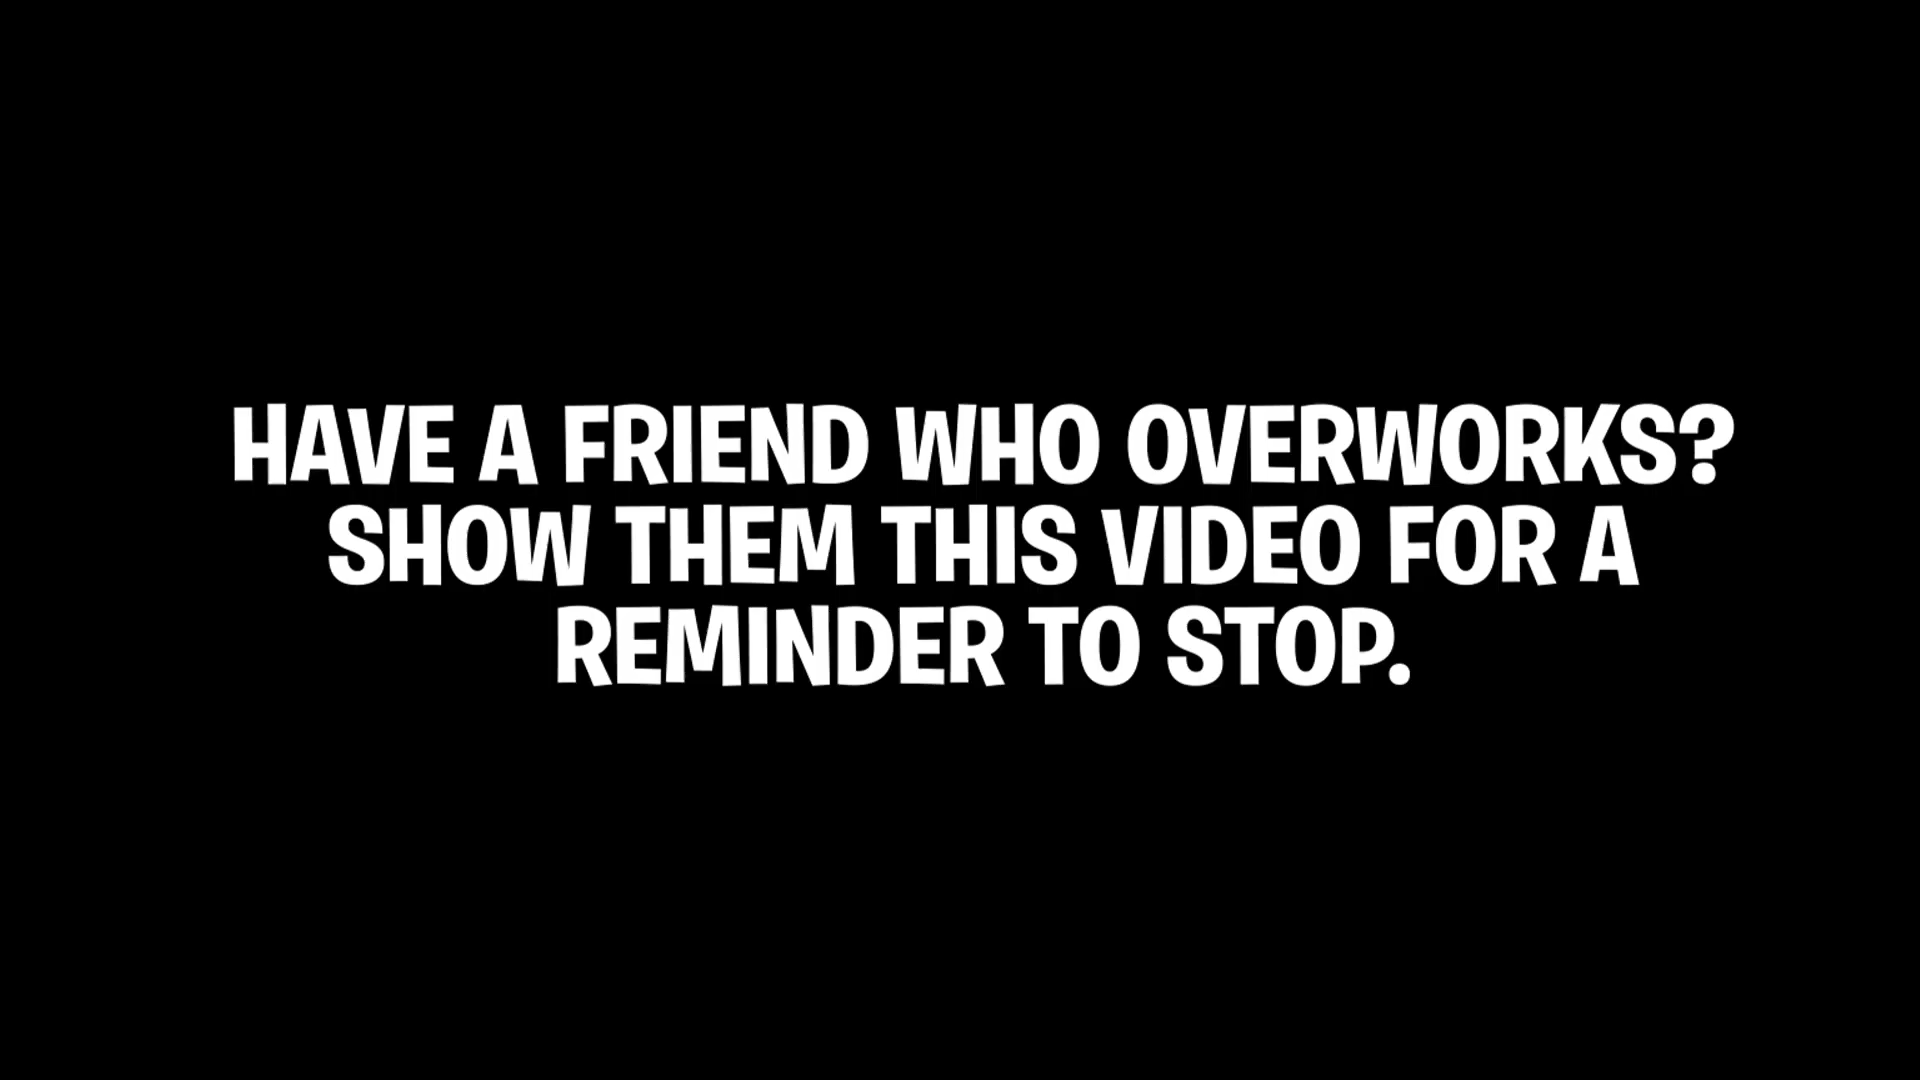 HAVE A FRIEND WHO OVERWORKS?
SHOW THEM THIS VIDEO FOR A
REMINDER TO STOP.